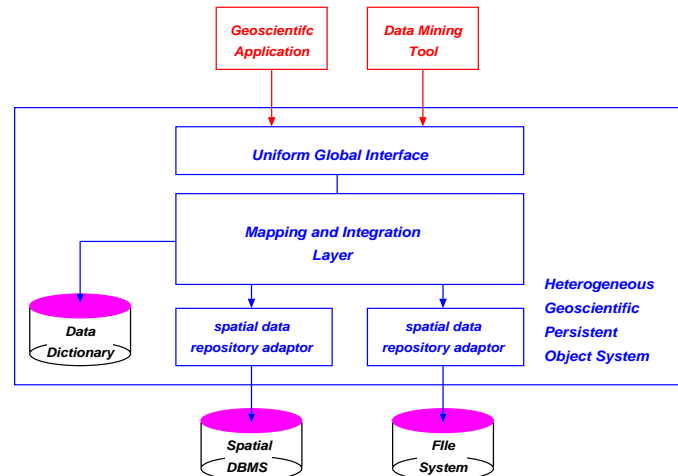 Geoscientifc
Application
Data Mining
Tool
Uniform Global Interface
Mapping and Integration
Layer
Heterogeneous
Geoscientific
Persistent
Object System
spatial data
repository adaptor
spatial data
repository adaptor
Data
Dictionary
Spatial
DBMS
FIle
System